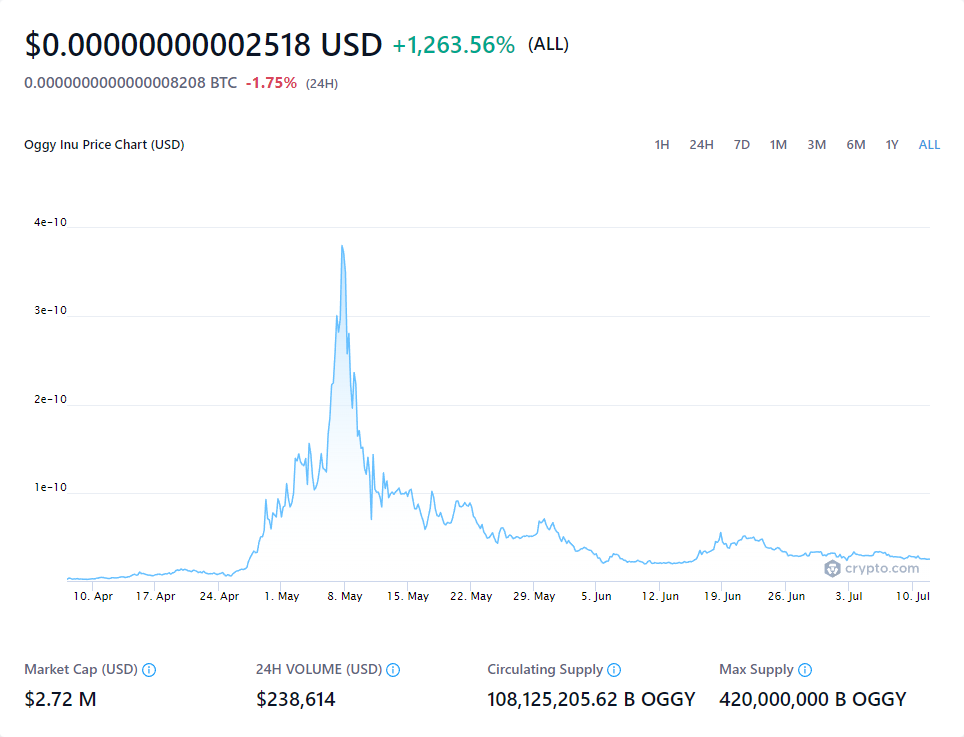 $0.00000000002518 USD +1,263.56% (ALL)
0.0000000000000008208 BTC -1.75% (24H)
Oggy Inu Price Chart (USD) 1H 24H 7D 1M 3M 6M 1Y ALL
4e-10
3e-10
2e-10
1e-10
crypto.com
10. Apr 17. Apr 24. Apr 1. May 8. May 15. May 22. May 29. May 5. Jun 12. Jun 19. Jun 26. Jun 3. Jul 10. Jul
Market Cap (USD) 24H VOLUME (USD) Circulating Supply Max Supply
$2.72 M $238,614 108,125,205.62 B OGGY 420,000,000 B OGGY